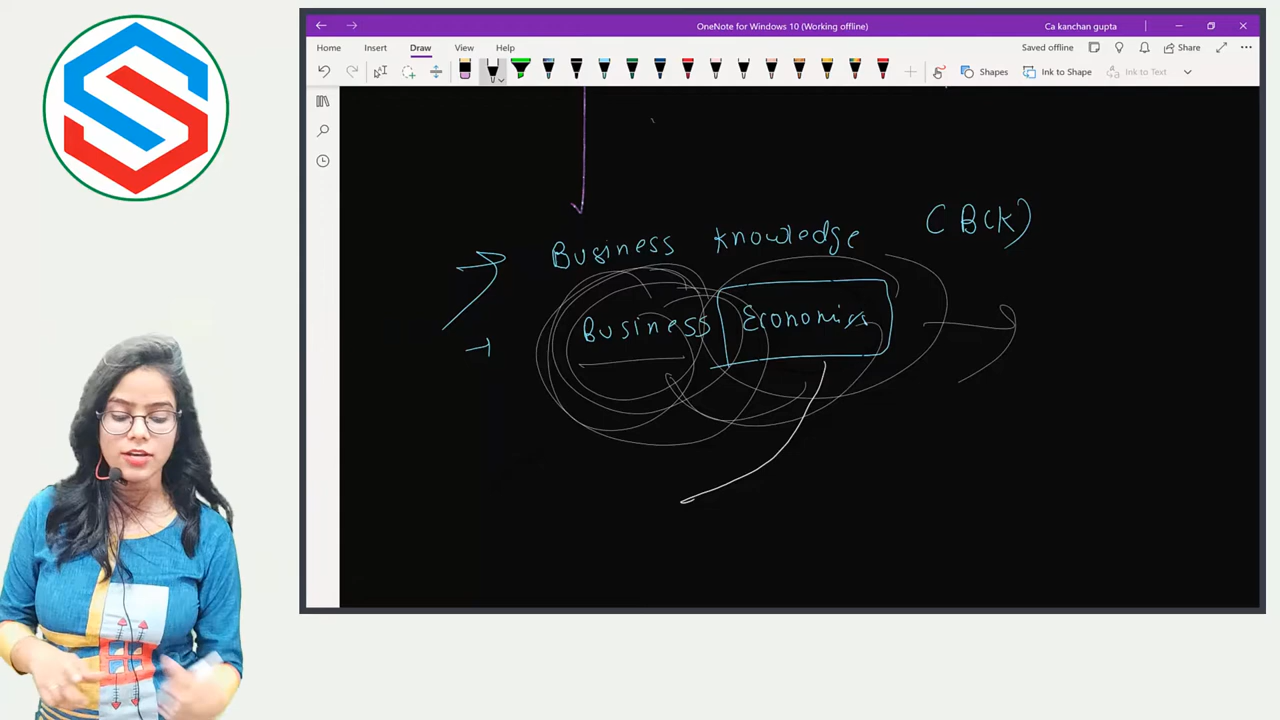 OneNote for Windows 10 (Working offline)
Ca kanchan gupta
Home Insert Draw View Help
Saved offline
Share
Shapes
Ink to Shape
Ink to Text
Business knowledge (B(K)
Business Economics